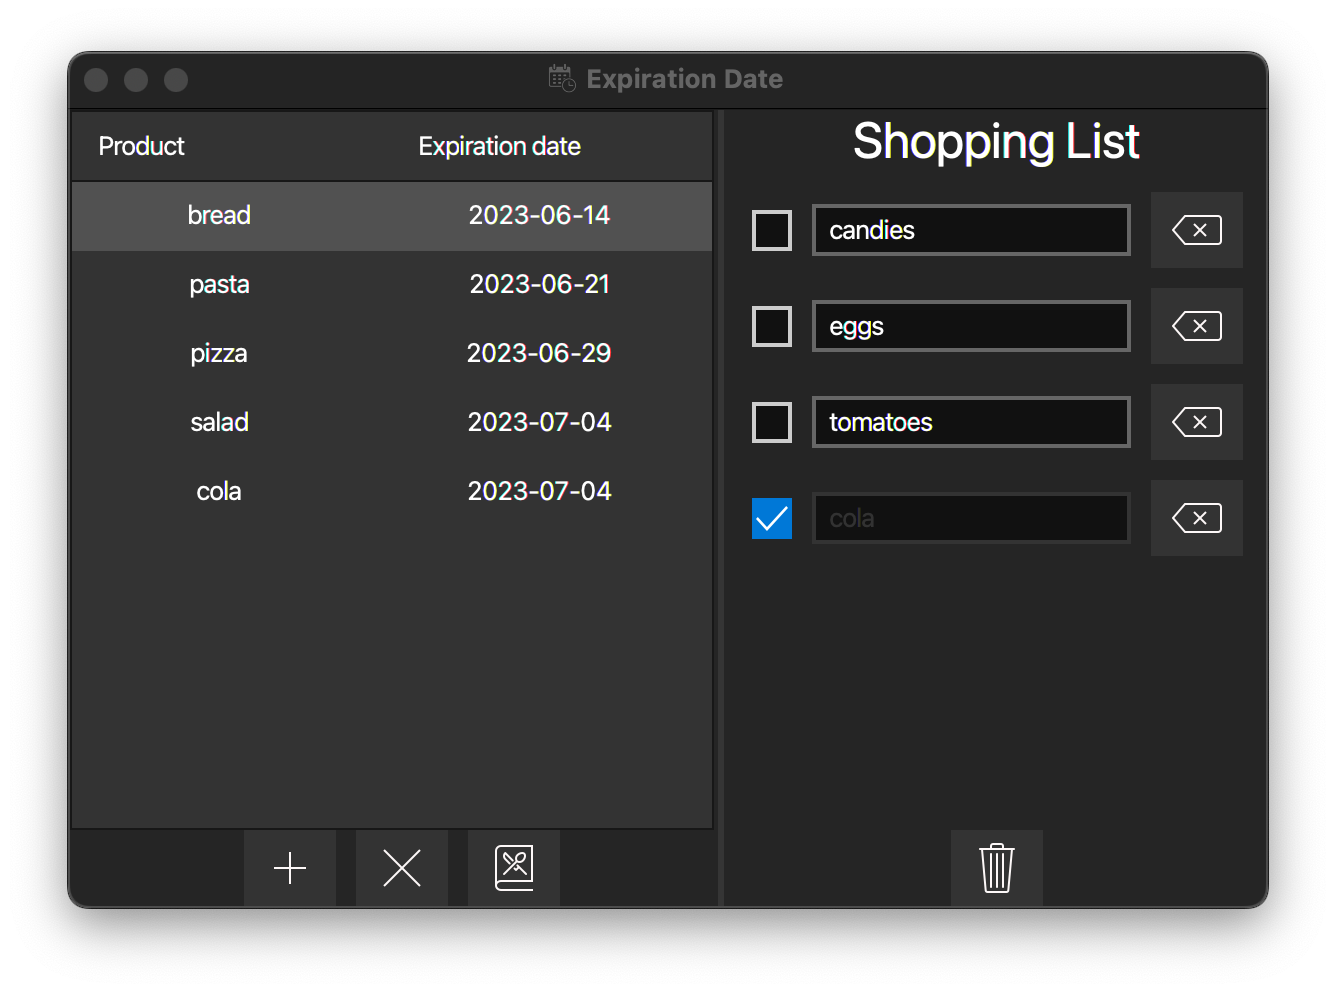 Expiration Date
Product Expiration date
bread 2023-06-14
pasta 2023-06-21
pizza 2023-06-29
salad 2023-07-04
cola 2023-07-04
Shopping List
candies
eggs
tomatoes
cola